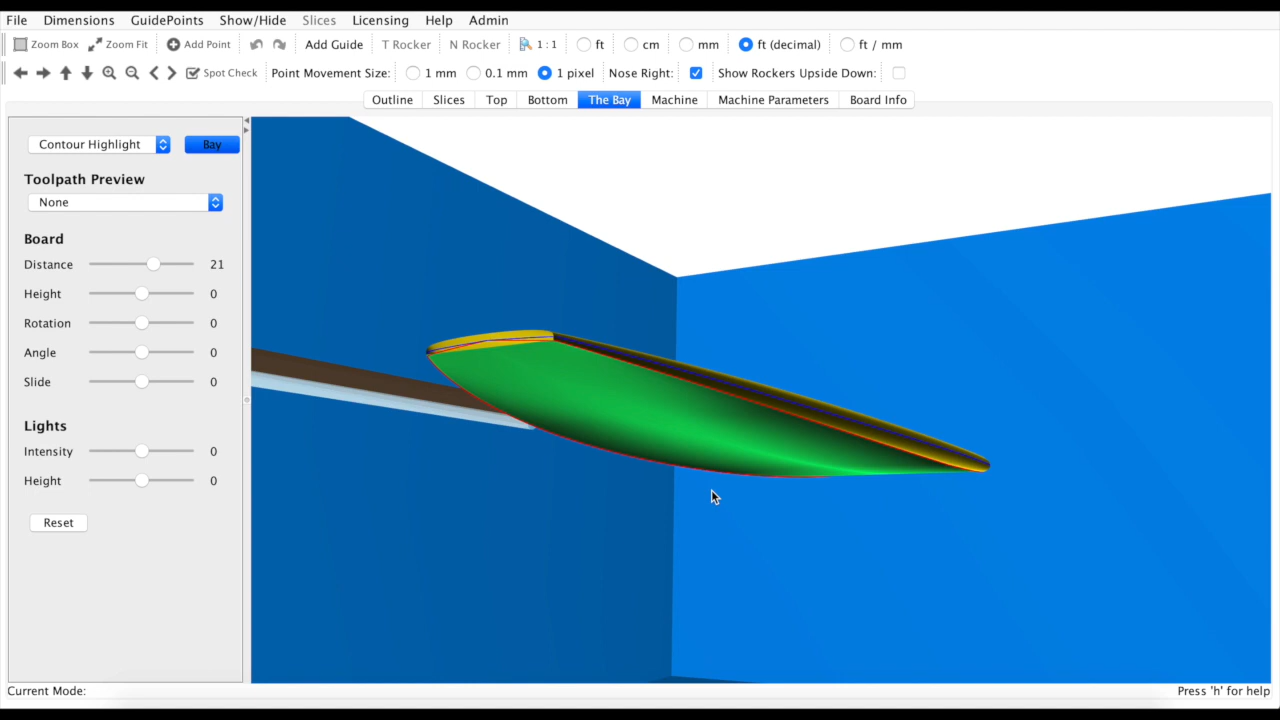 File Dimensions GuidePoints Show/Hide Slices Licensing Help Admin
Zoom Box Zoom Fit Add Point Add Guide T Rocker N Rocker 1 : 1 ft cm mm ft (decimal) ft / mm
Spot Check Point Movement Size: 1 mm 0.1 mm 1 pixel Nose Right: Show Rockers Upside Down:
Outline Slices Top Bottom The Bay Machine Machine Parameters Board Info
Contour Highlight Bay
Toolpath Preview
None
Board
Distance 21
Height 0
Rotation 0
Angle 0
Slide 0
Lights
Intensity 0
Height 0
Reset
Current Mode: Press 'h' for help